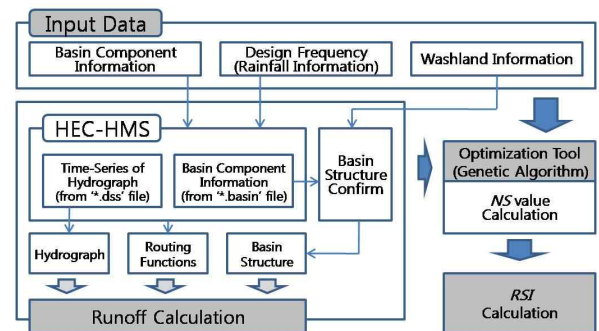 Input Data
Basin Component
Information
Design Frequency
(Rainfall Information)
Washland Information
HEC-HMS
Time-Series of
Hydrograph
(from '*.dss' file)
Basin Component
Information
(from '*.basin' file)
Basin
Structure
Confirm
Hydrograph
Routing
Functions
Basin
Structure
Runoff Calculation
Optimization Tool
(Genetic Algorithm)
NS value
Calculation
RSI
Calculation